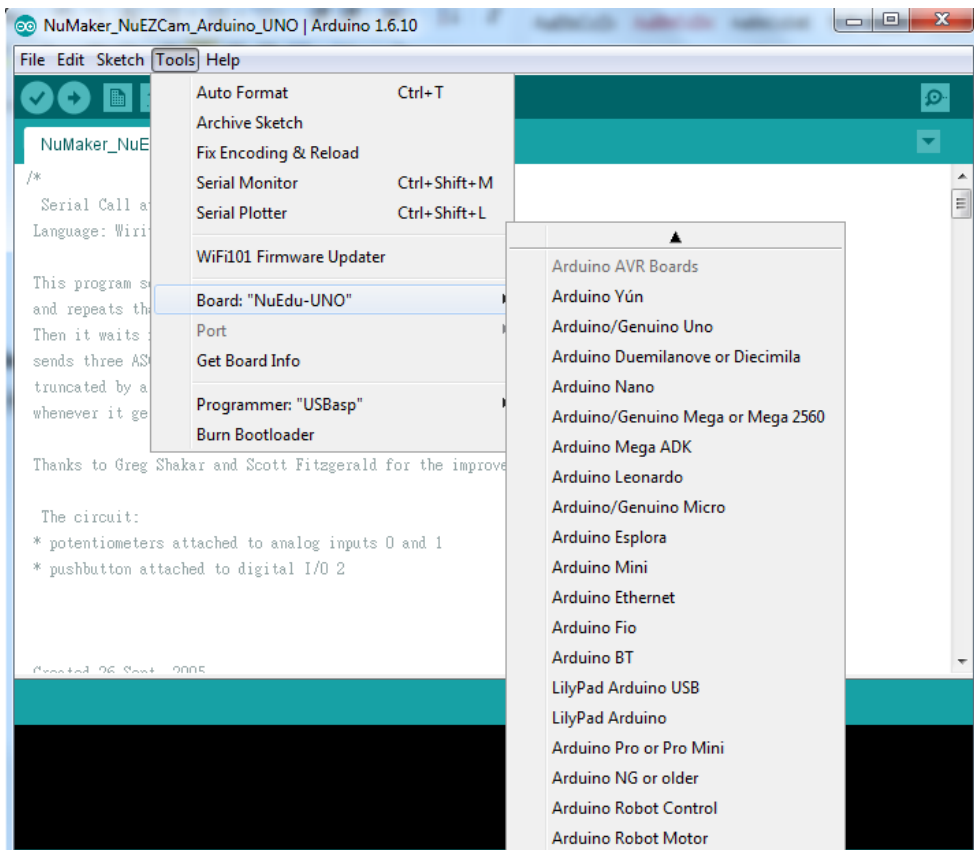 NuMaker_NuEZCam_Arduino_UNO | Arduino 1.6.10
File Edit Sketch Tools Help
NuMaker_NuE
Auto Format Ctrl+T
Archive Sketch
Fix Encoding & Reload
Serial Monitor Ctrl+Shift+M
Serial Plotter Ctrl+Shift+L
WiFi101 Firmware Updater
Board: "NuEdu-UNO"
Port
Get Board Info
Programmer: "USBasp"
Burn Bootloader
/*
Serial Call a
Language: Wiri
This program s
and repeats th
Then it waits
sends three AS
truncated by a
whenever it ge
Thanks to Greg Shakar and Scott Fitzgerald for the improve
The circuit:
* potentiometers attached to analog inputs 0 and 1
* pushbutton attached to digital I/O 2
Created 26 Sept. 2005
Arduino AVR Boards
Arduino Yún
Arduino/Genuino Uno
Arduino Duemilanove or Diecimila
Arduino Nano
Arduino/Genuino Mega or Mega 2560
Arduino Mega ADK
Arduino Leonardo
Arduino/Genuino Micro
Arduino Esplora
Arduino Mini
Arduino Ethernet
Arduino Fio
Arduino BT
LilyPad Arduino USB
LilyPad Arduino
Arduino Pro or Pro Mini
Arduino NG or older
Arduino Robot Control
Arduino Robot Motor